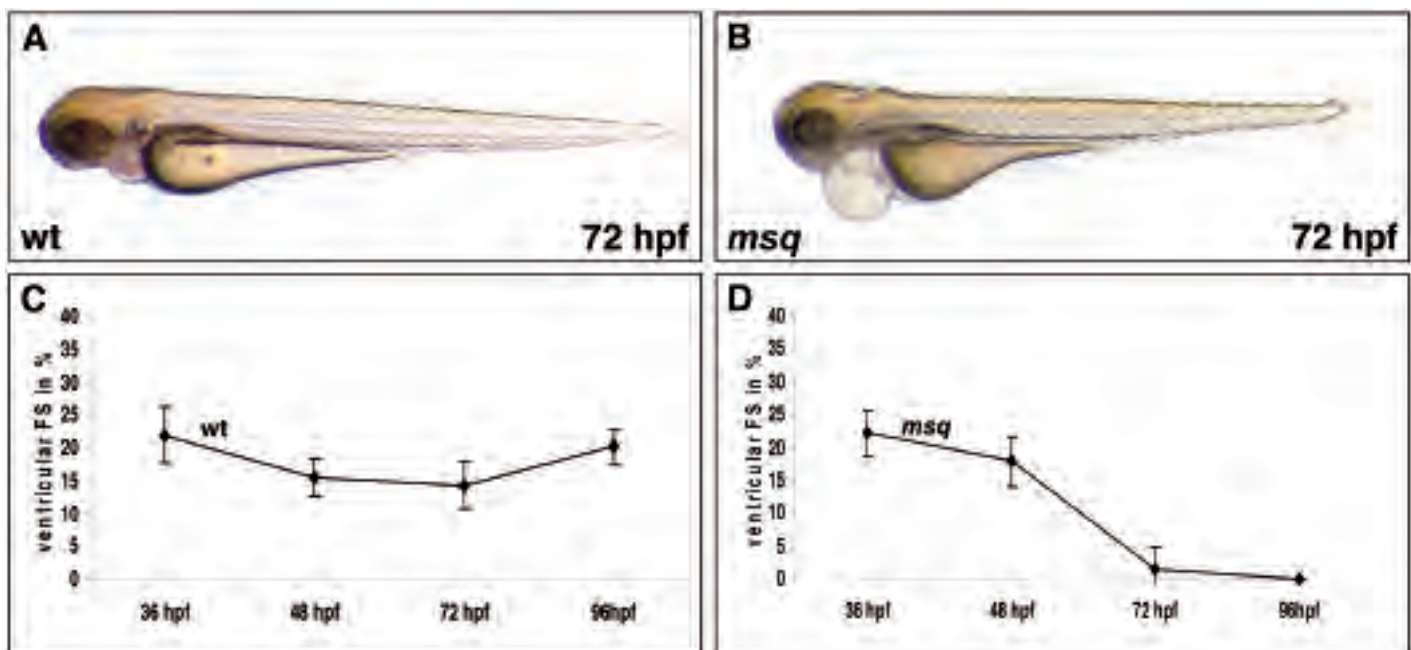 A
wt 72 hpf
B
msq 72 hpf
C
ventricular FS in %
40
35
30
25
20
15
10
5
0
wt
36 hpf 48 hpf 72 hpf 96hpf
D
ventricular FS in %
40
35
30
25
20
15
10
5
0
msq
36 hpf 48 hpf 72 hpf 96hpf